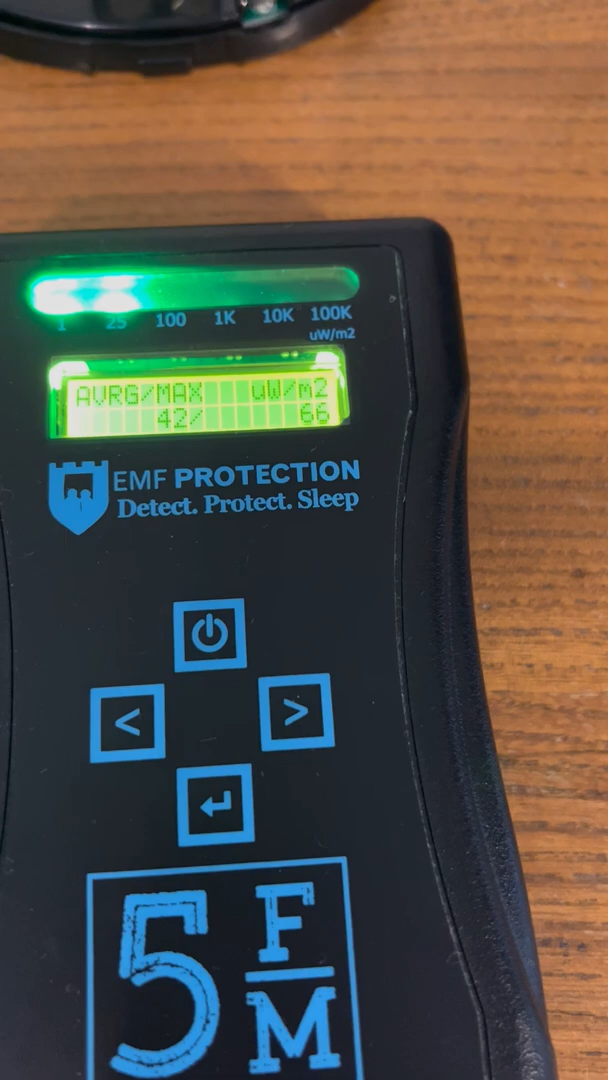 1 25 100 1K 10K 100K
uW/m2
AVRG/MAX uW/m2
42/ 66
EMF PROTECTION
Detect. Protect. Sleep
<
>
5 F
M